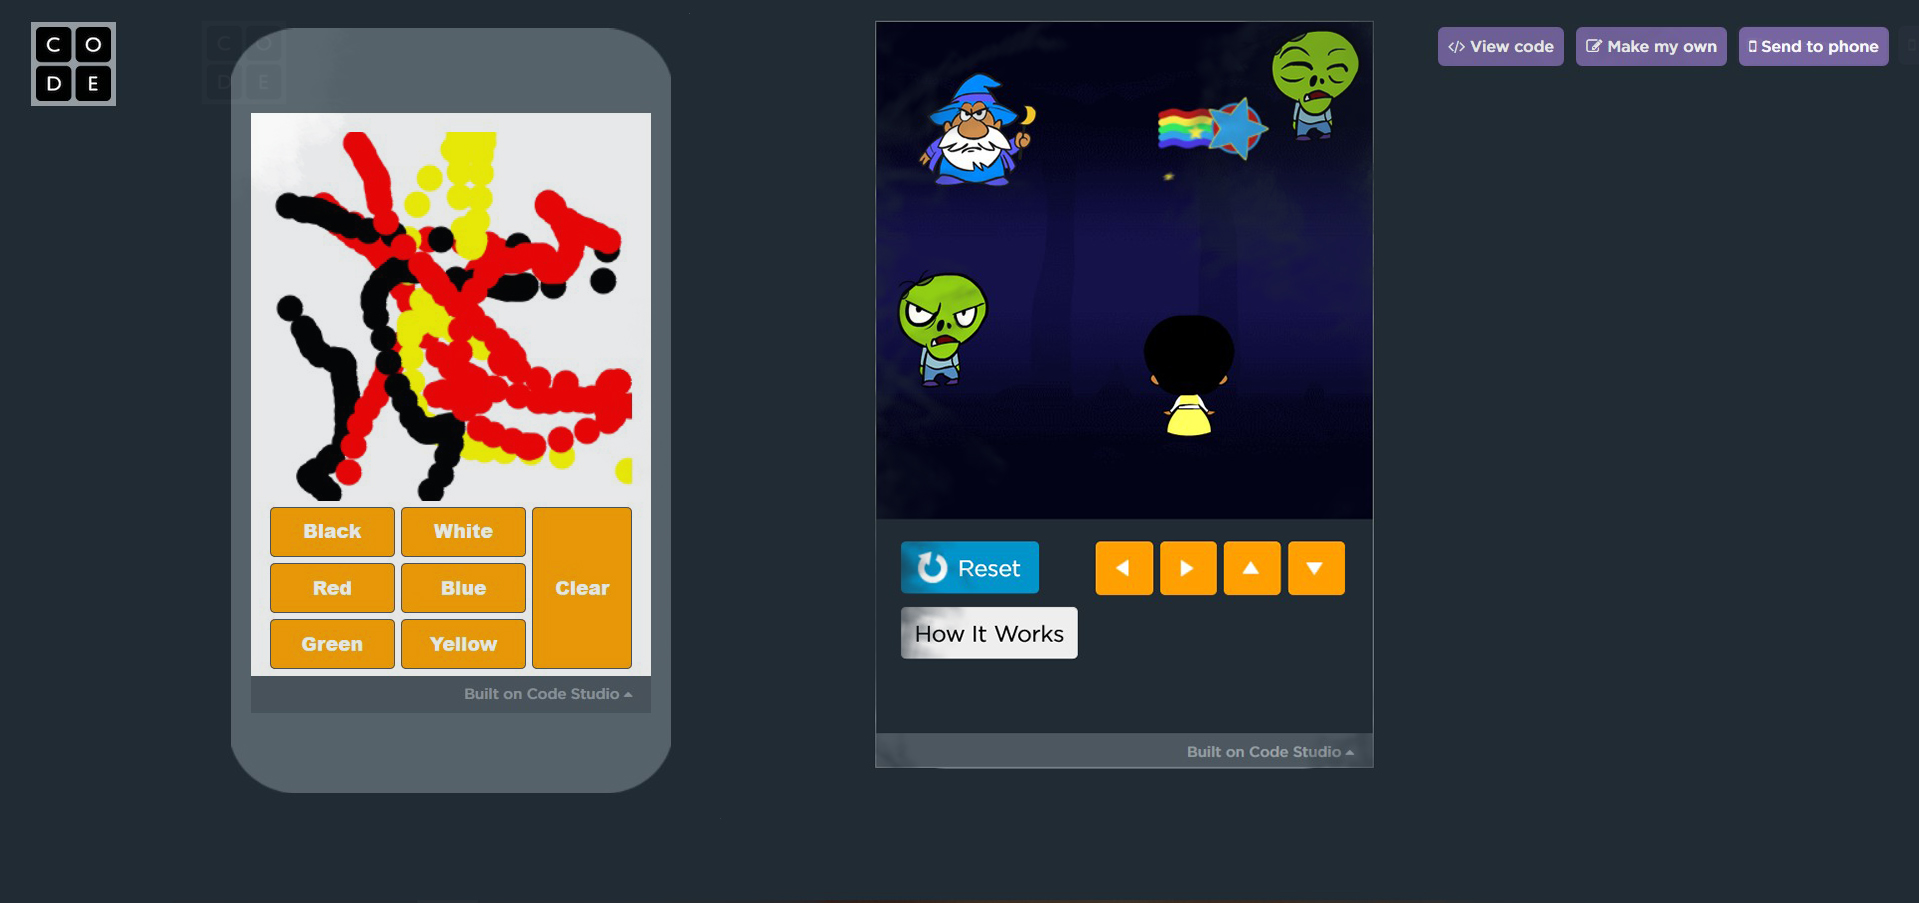 C O
D E
C O
D E
Black
White
Red
Blue
Clear
Green
Yellow
Built on Code Studio
Reset
How It Works
Built on Code Studio
View code
Make my own
Send to phone